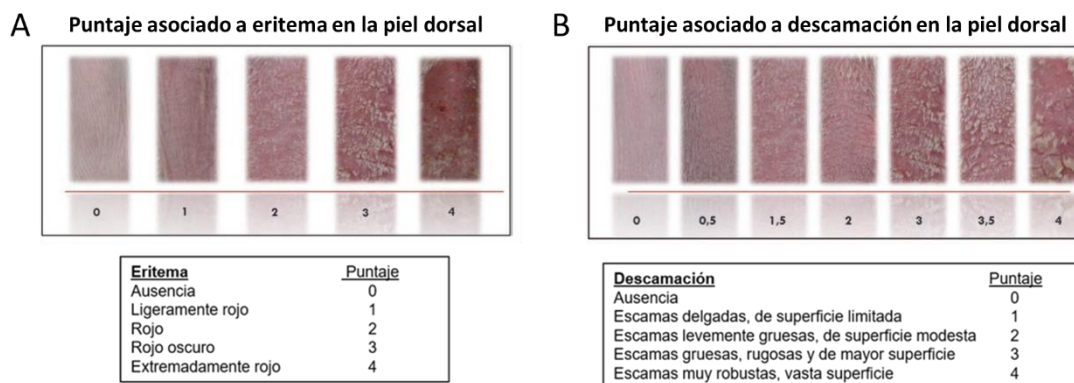 A
Puntaje asociado a eritema en la piel dorsal
0 1 2 3 4
Eritema Puntaje
Ausencia 0
Ligeramente rojo 1
Rojo 2
Rojo oscuro 3
Extremadamente rojo 4
B
Puntaje asociado a descamación en la piel dorsal
0 0,5 1,5 2 3 3,5 4
Descamación Puntaje
Ausencia 0
Escamas delgadas, de superficie limitada 1
Escamas levemente gruesas, de superficie modesta 2
Escamas gruesas, rugosos y de mayor superficie 3
Escamas muy robustas, vasta superficie 4